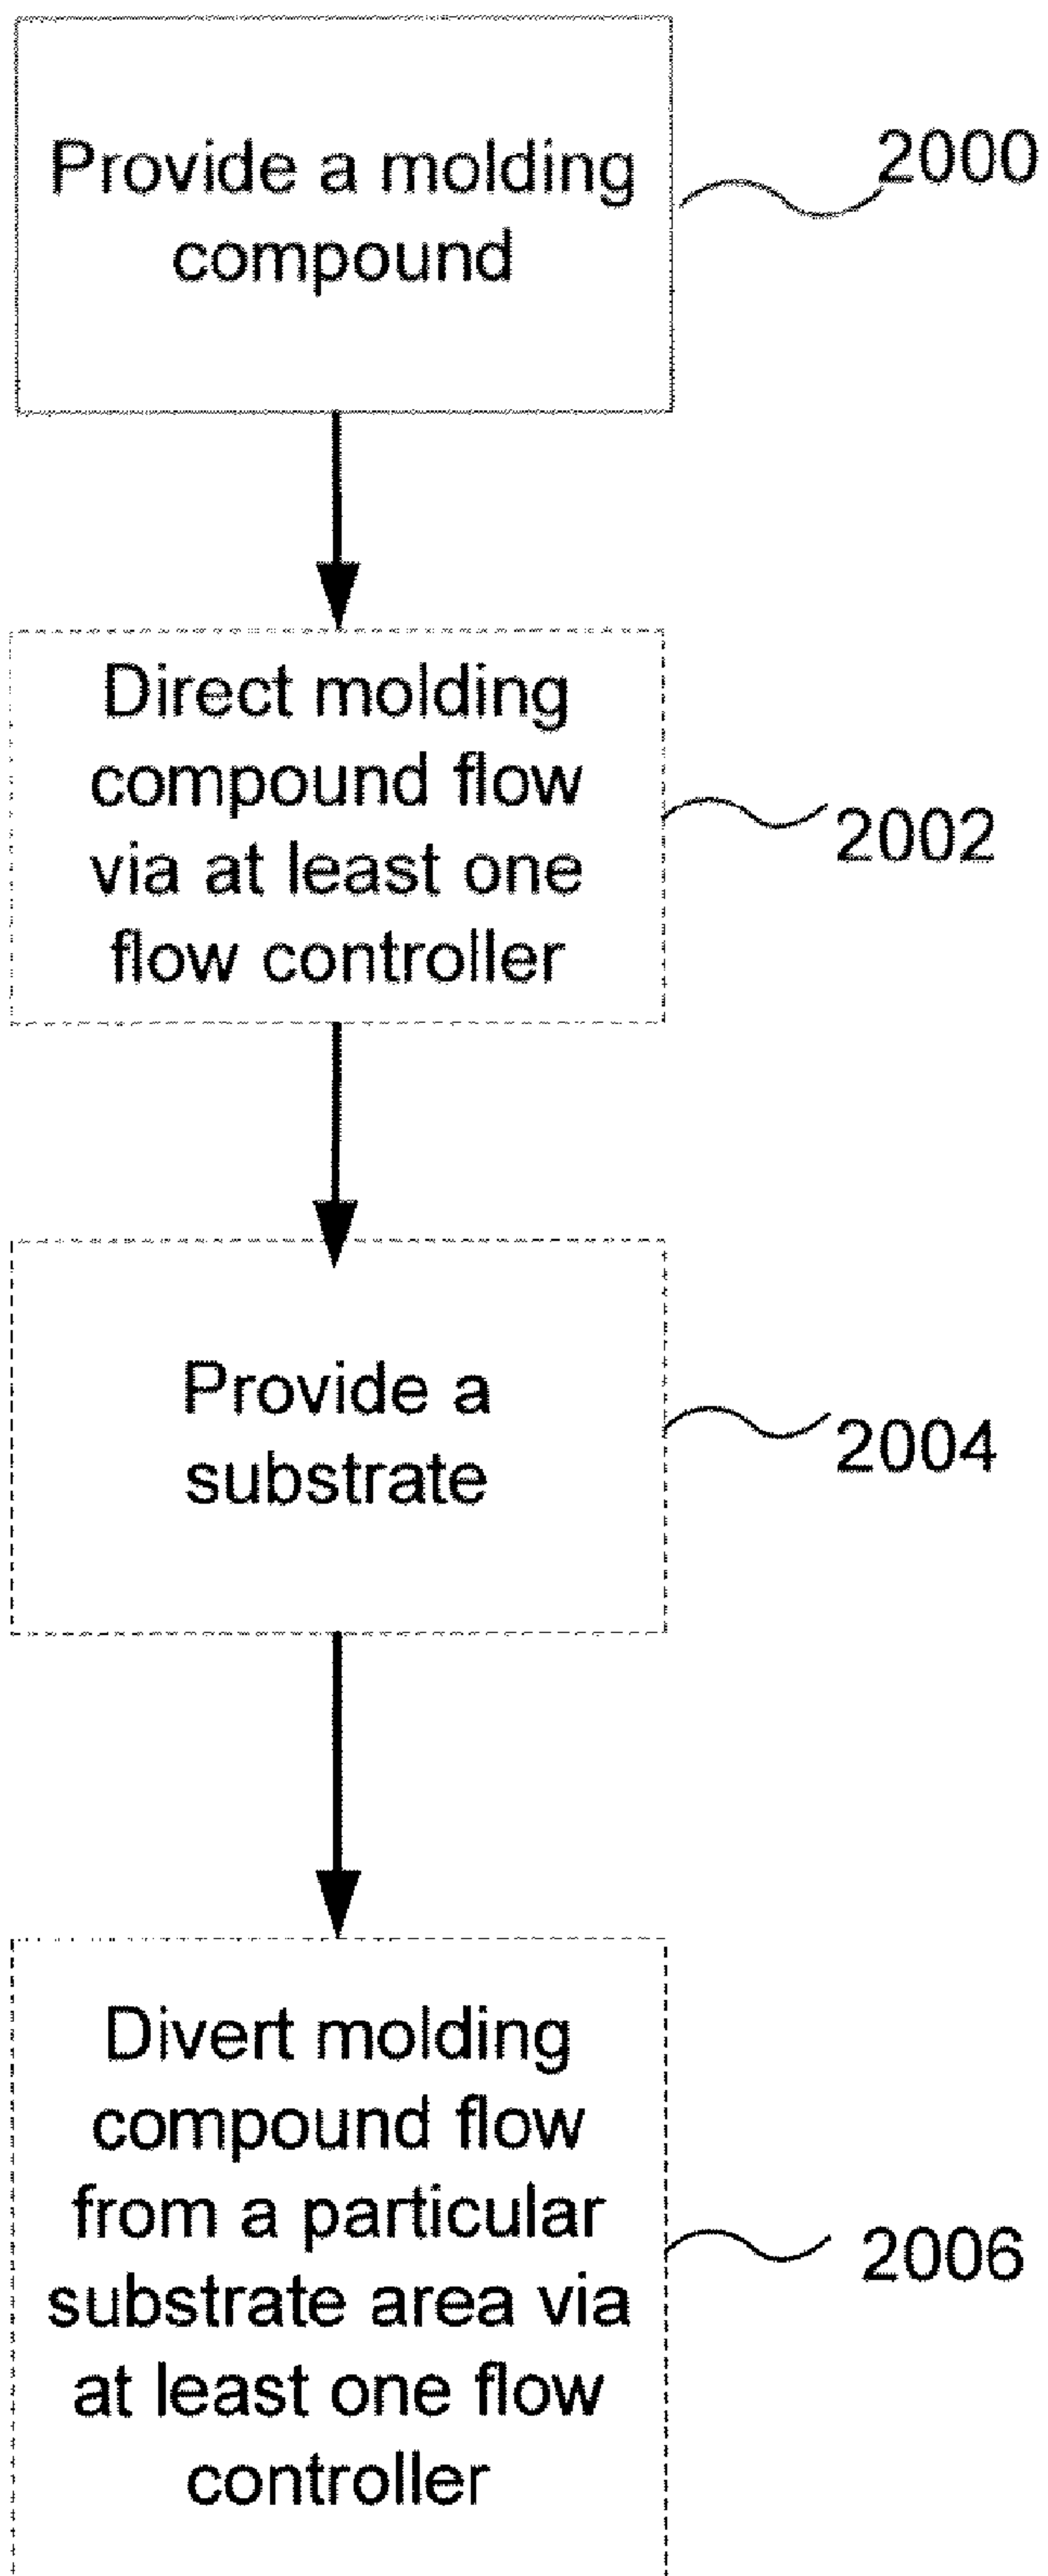 Provide a molding
compound
2000
Direct molding
compound flow
via at least one
flow controller
2002
Provide a
substrate
2004
Divert molding
compound flow
from a particular
substrate area via
at least one flow
controller
2006